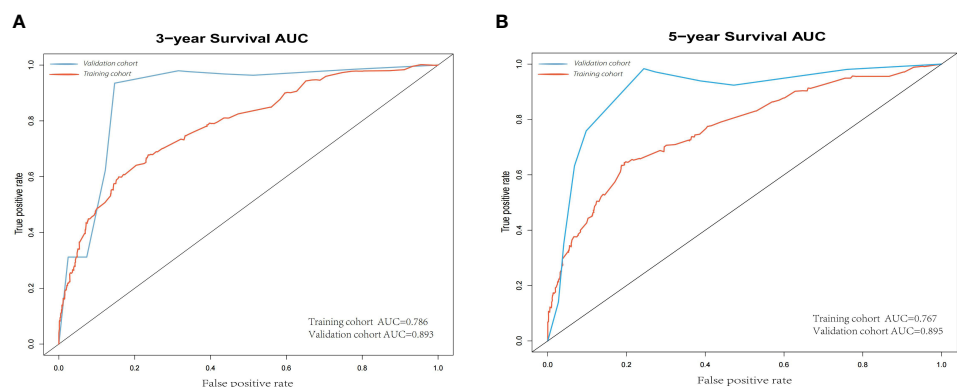 A
3-year Survival AUC
Validation cohort
Training cohort
True positive rate
1.0
0.8
0.6
0.4
0.2
0.0
Training cohort AUC=0.786
Validation cohort AUC=0.893
0.0 0.2 0.4 0.6 0.8 1.0
False positive rate
B
5-year Survival AUC
Validation cohort
Training cohort
True positive rate
1.0
0.8
0.6
0.4
0.2
0.0
Training cohort AUC=0.767
Validation cohort AUC=0.895
0.0 0.2 0.4 0.6 0.8 1.0
False positive rate